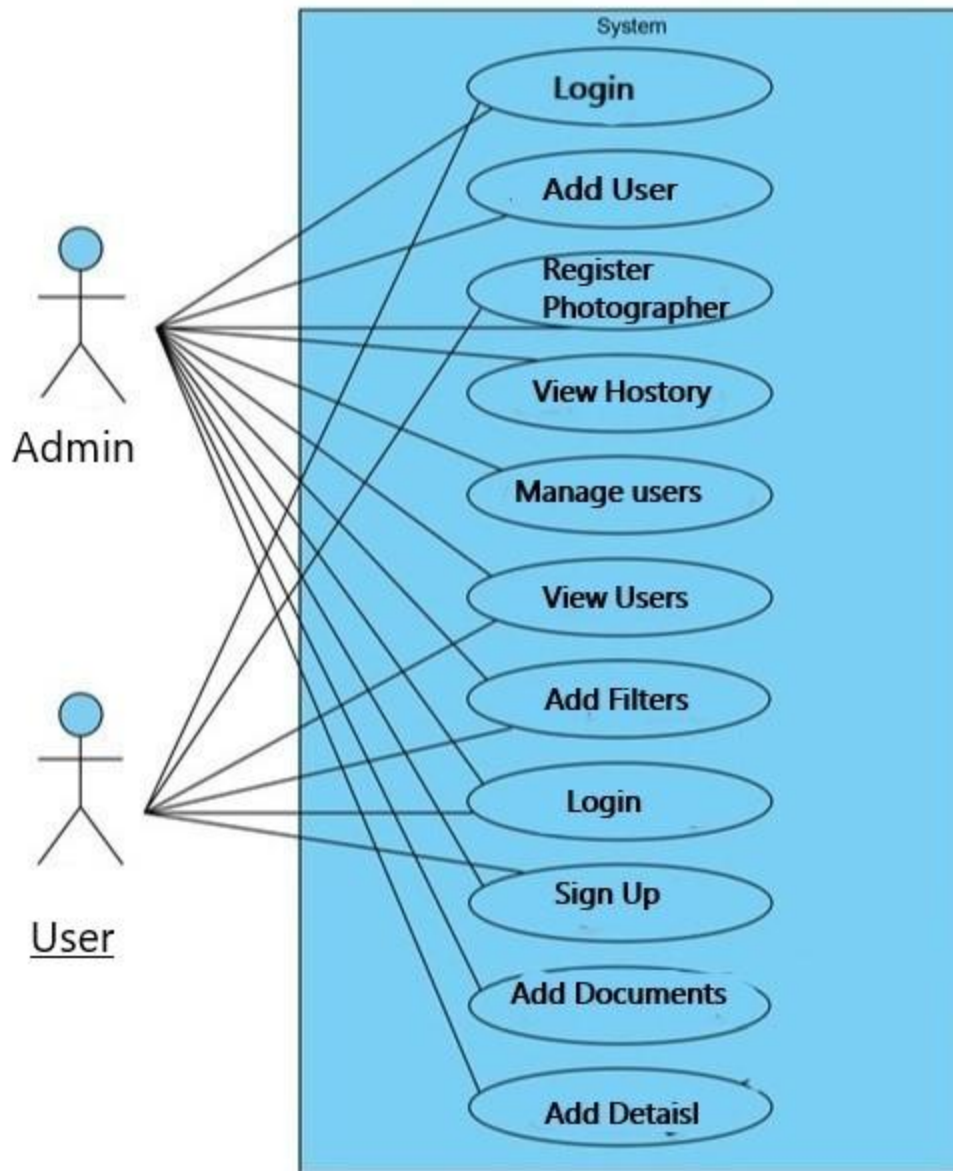 System
Login
Add User
Register
Photographer
View Hostory
Manage users
View Users
Add Filters
Login
Sign Up
Add Documents
Add Detaisl
Admin
User